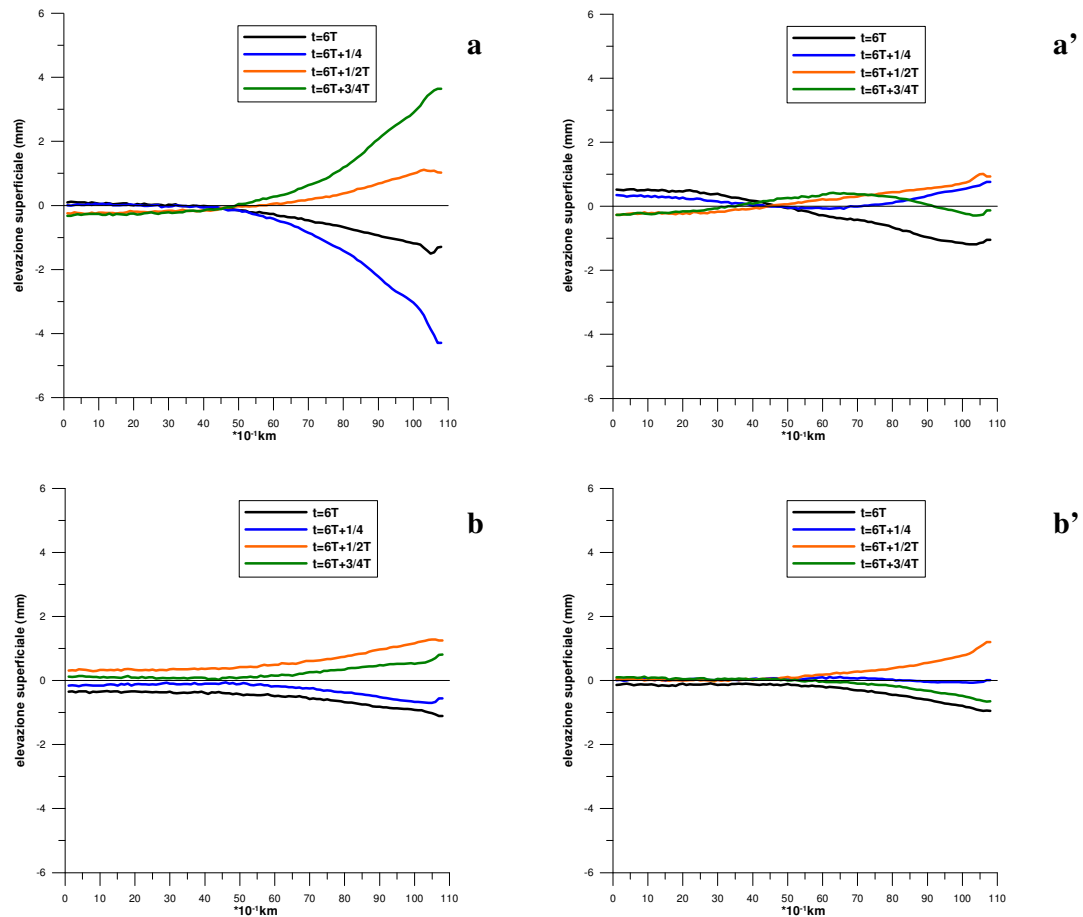 a
t=6T
t=6T+1/4
t=6T+1/2T
t=6T+3/4T
elevazione superficiale (mm)
6
4
2
0
-2
-4
-6
0 10 20 30 40 50 60 70 80 90 100 110
*10⁻¹km
a’
t=6T
t=6T+1/4
t=6T+1/2T
t=6T+3/4T
elevazione superficiale (mm)
6
4
2
0
-2
-4
-6
0 10 20 30 40 50 60 70 80 90 100 110
*10⁻¹km
b
t=6T
t=6T+1/4
t=6T+1/2T
t=6T+3/4T
elevazione superficiale (mm)
6
4
2
0
-2
-4
-6
0 10 20 30 40 50 60 70 80 90 100 110
*10⁻¹km
b’
t=6T
t=6T+1/4
t=6T+1/2T
t=6T+3/4T
elevazione superficiale (mm)
6
4
2
0
-2
-4
-6
0 10 20 30 40 50 60 70 80 90 100 110
*10⁻¹km